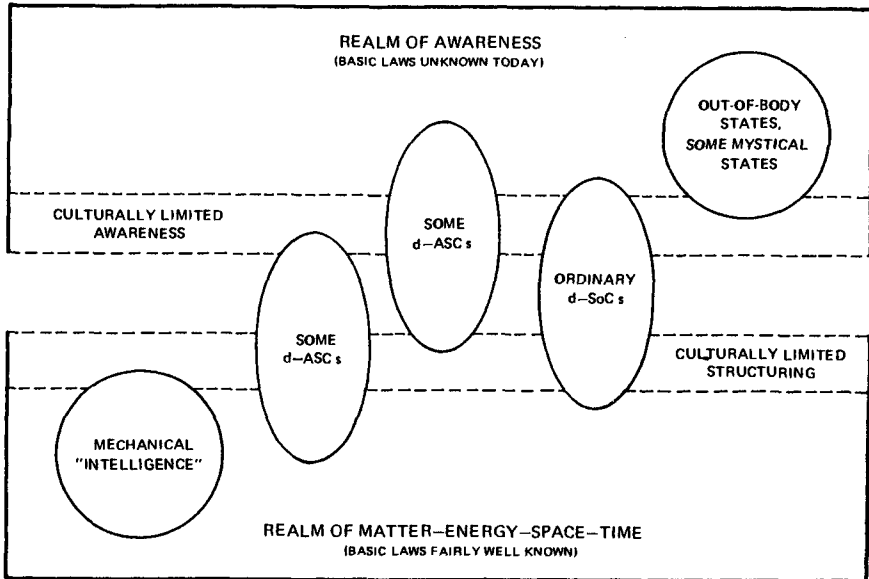 REALM OF AWARENESS
(BASIC LAWS UNKNOWN TODAY)
OUT-OF-BODY
STATES,
SOME MYSTICAL
STATES
CULTURALLY LIMITED
AWARENESS
SOME
d-ASCs
ORDINARY
d-SoCs
SOME
d-ASCs
CULTURALLY LIMITED
STRUCTURING
MECHANICAL
"INTELLIGENCE"
REALM OF MATTER-ENERGY-SPACE-TIME
(BASIC LAWS FAIRLY WELL KNOWN)